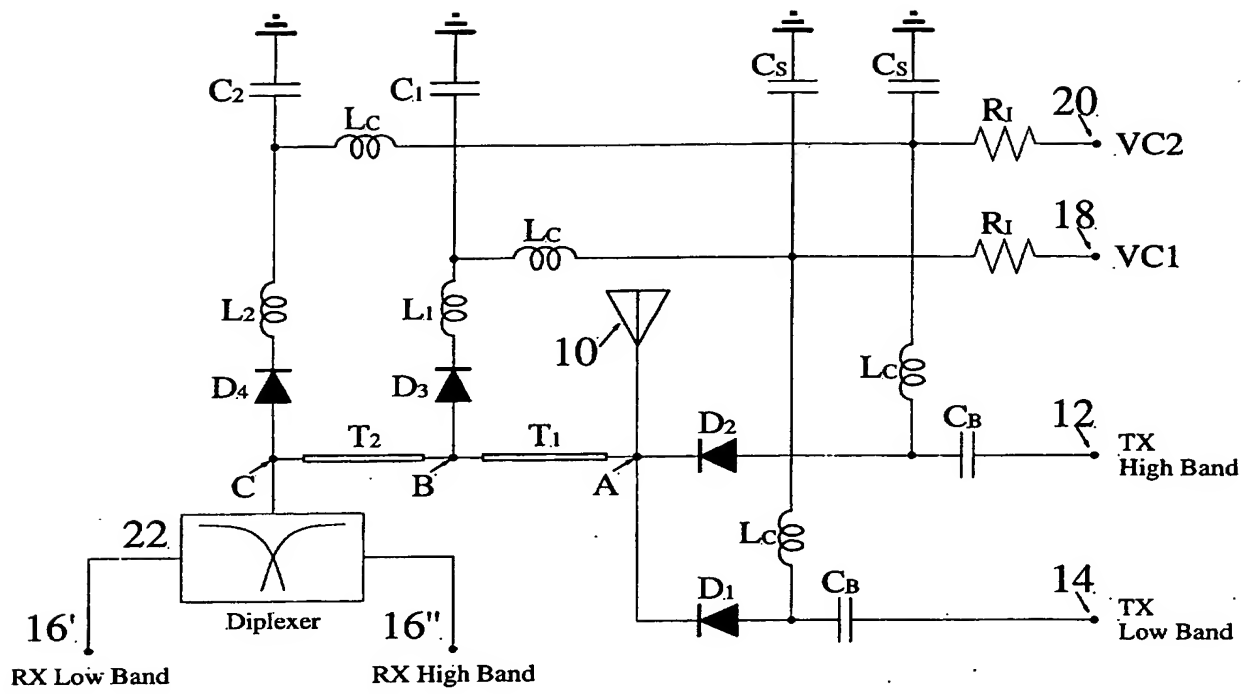 C2
C1
CS
CS
LC
RI
20
VC2
LC
RI
18
VC1
L2
L1
10
LC
D4
D3
D2
CB
12
TX
High Band
T2
T1
C
B
A
22
LC
D1
CB
14
TX
Low Band
Diplexer
16'
16"
RX Low Band
RX High Band